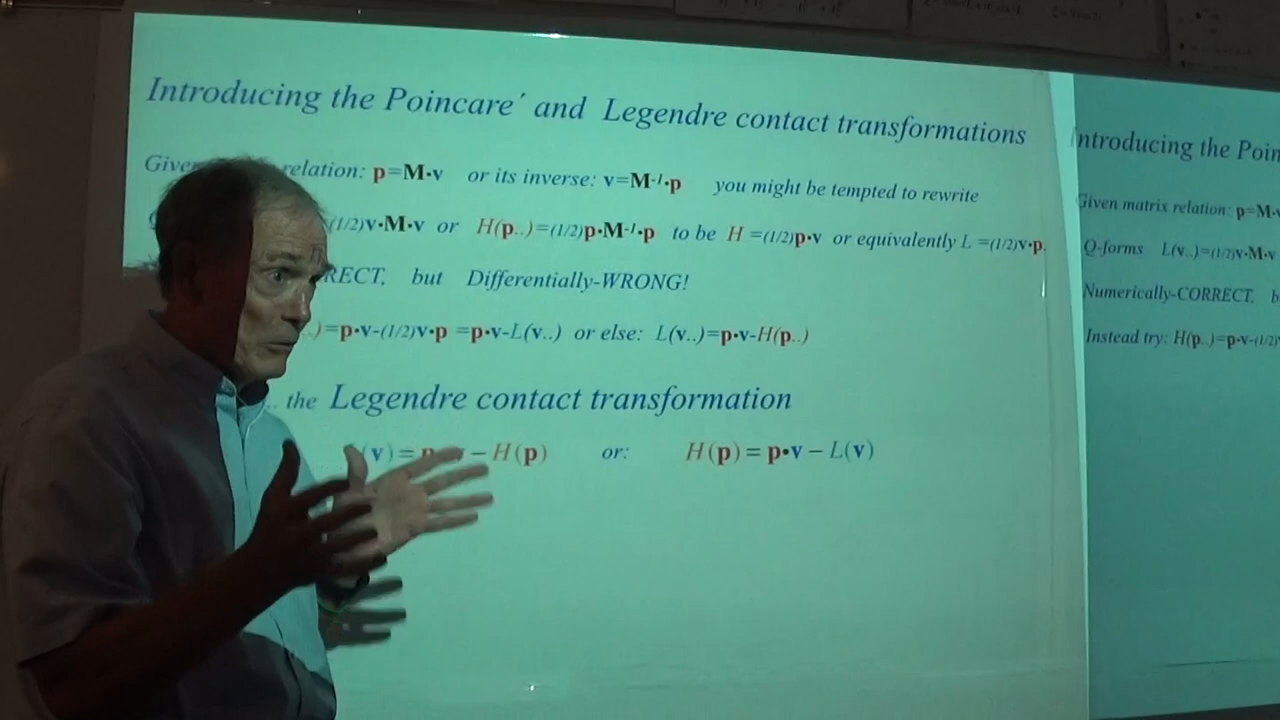 Introducing the Poincare´ and Legendre contact transformations
Given relation: p=M•v or its inverse: v=M⁻¹•p you might be tempted to rewrite
(1/2)v•M•v or H(p..)=(1/2)p•M⁻¹•p to be H =(1/2)p•v or equivalently L =(1/2)v•p.
RECT, but Differentially-WRONG!
..)=p•v-(1/2)v•p =p•v-L(v..) or else: L(v..)=p•v-H(p..)
.. the Legendre contact transformation
(v) = – H(p) or: H(p) = p•v – L(v)
Introducing the Poin
Given matrix relation: p=M•v
Q-forms L(v..)=(1/2)v•M•v
Numerically-CORRECT, b
Instead try: H(p..)=p•v-(1/2)